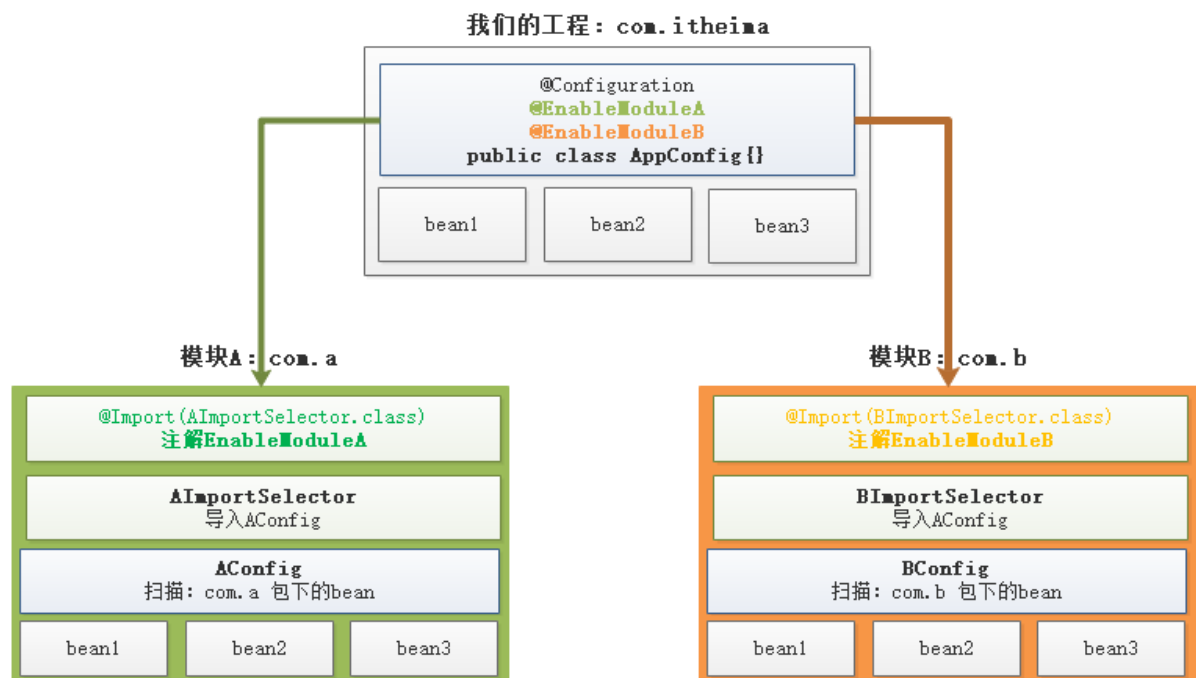 我们的工程：com.itheima
@Configuration
@EnableModuleA
@EnableModuleB
public class AppConfig{}
bean1
bean2
bean3
模块A：com.a
模块B：com.b
@Import(AImportSelector.class)
注解EnableModuleA
AImportSelector
导入AConfig
AConfig
扫描：com.a 包下的bean
bean1
bean2
bean3
@Import(BImportSelector.class)
注解EnableModuleB
BImportSelector
导入AConfig
BConfig
扫描：com.b 包下的bean
bean1
bean2
bean3